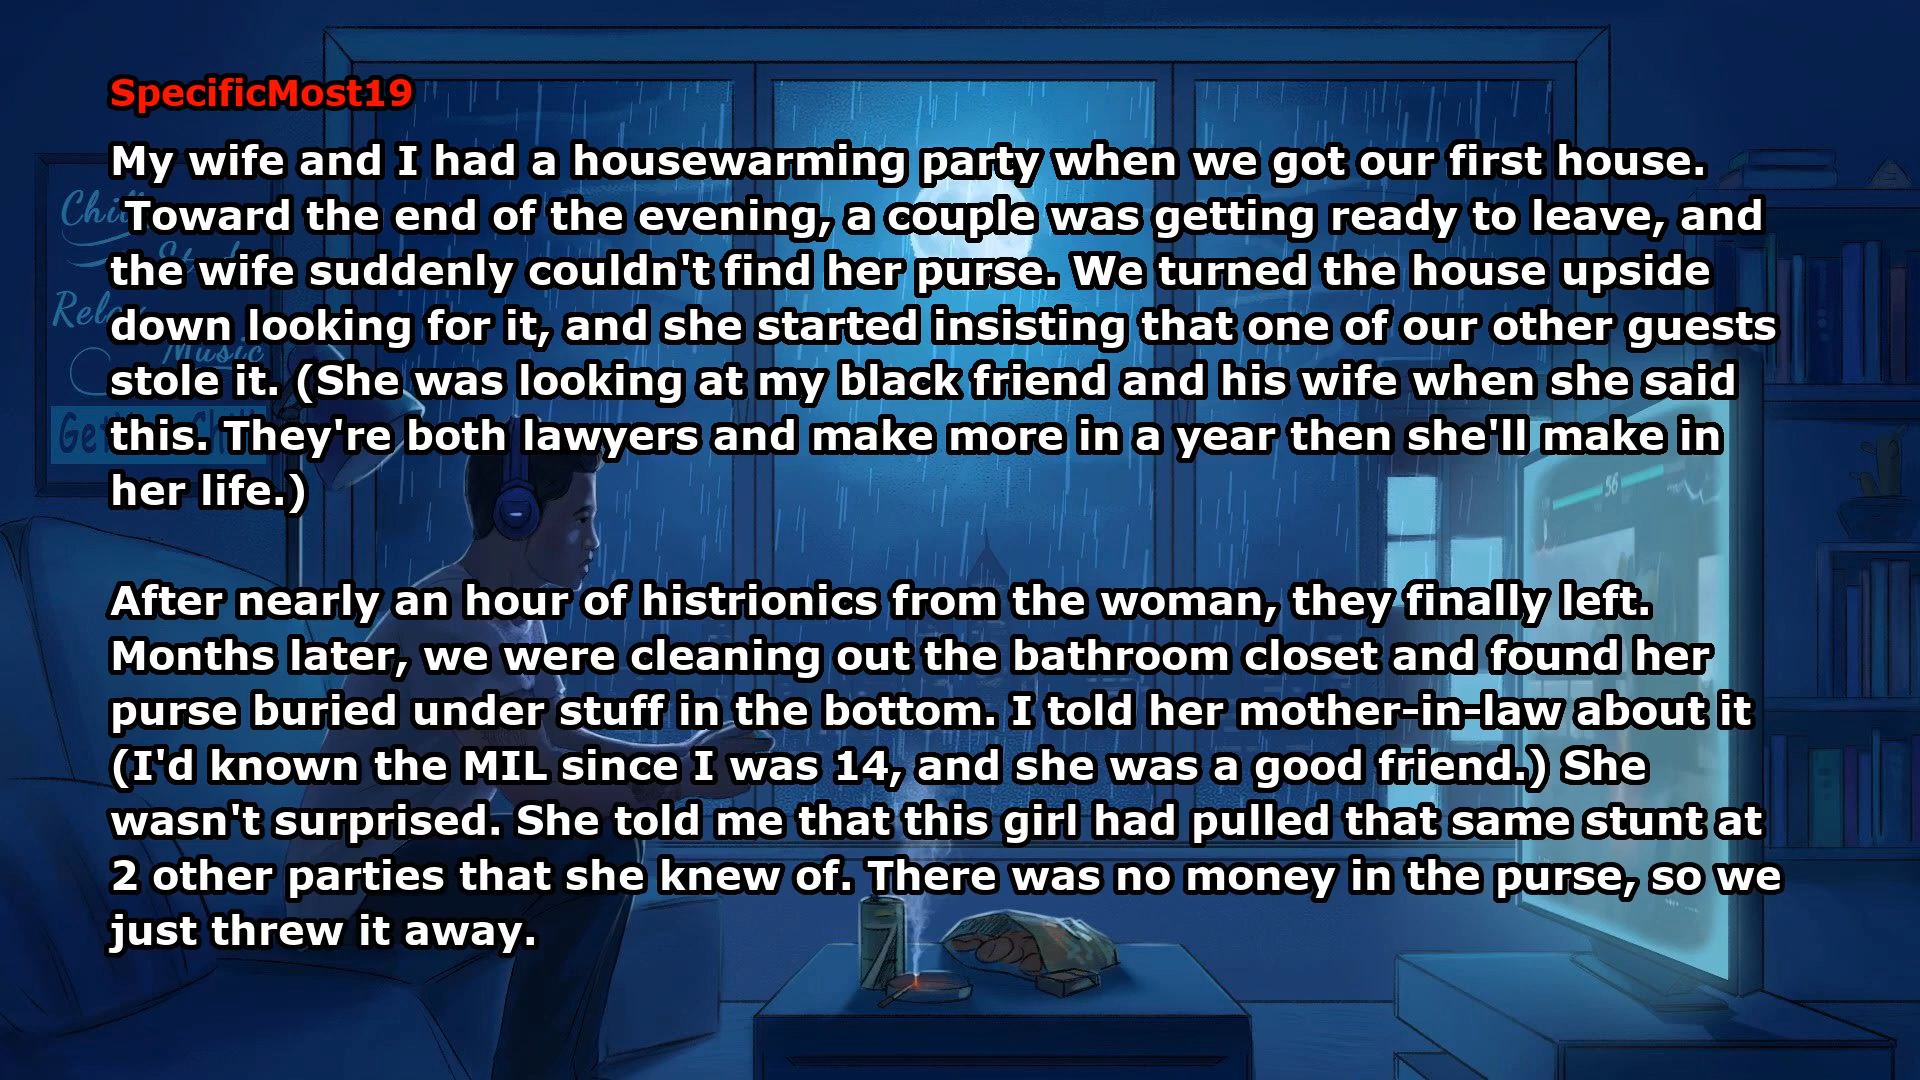 SpecificMost19
My wife and I had a housewarming party when we got our first house.
Toward the end of the evening, a couple was getting ready to leave, and
the wife suddenly couldn't find her purse. We turned the house upside
down looking for it, and she started insisting that one of our other guests
stole it. (She was looking at my black friend and his wife when she said
this. They're both lawyers and make more in a year then she'll make in
her life.)
After nearly an hour of histrionics from the woman, they finally left.
Months later, we were cleaning out the bathroom closet and found her
purse buried under stuff in the bottom. I told her mother-in-law about it
(I'd known the MIL since I was 14, and she was a good friend.) She
wasn't surprised. She told me that this girl had pulled that same stunt at
2 other parties that she knew of. There was no money in the purse, so we
just threw it away.
Music
56